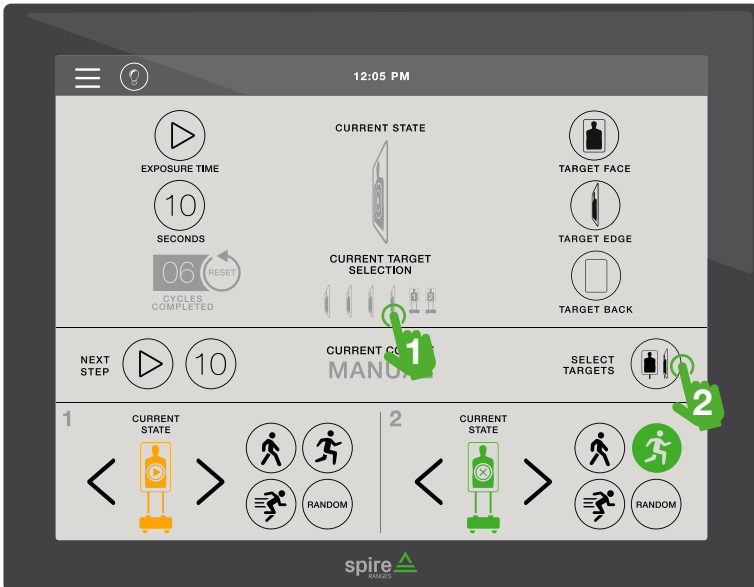 12:05 PM
CURRENT STATE
EXPOSURE TIME
10
SECONDS
06
RESET
CYCLES
COMPLETED
CURRENT TARGET
SELECTION
1 2
TARGET FACE
TARGET EDGE
TARGET BACK
1
NEXT
STEP
10
CURRENT
MANUAL
SELECT
TARGETS
2
1
CURRENT
STATE
RANDOM
2
CURRENT
STATE
RANDOM
spire
RANGES